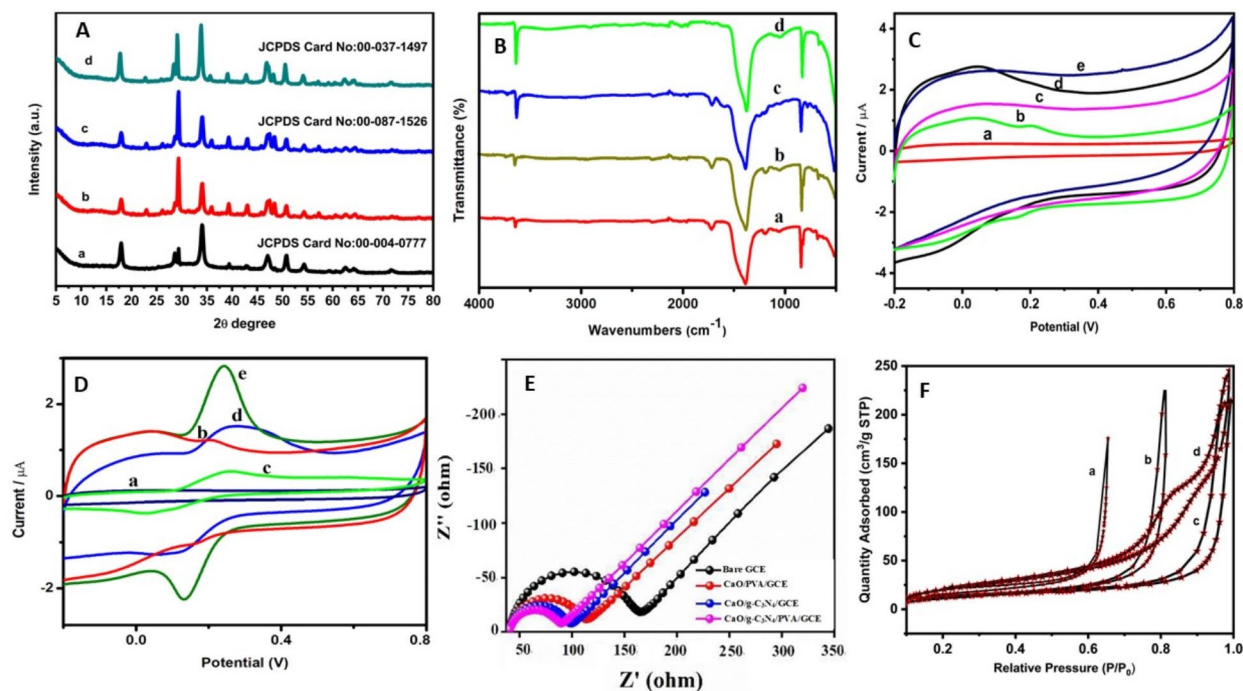 A
JCPDS Card No:00-037-1497
d
JCPDS Card No:00-087-1526
c
b
JCPDS Card No:00-004-0777
a
Intensity (a.u.)
5 10 15 20 25 30 35 40 45 50 55 60 65 70 75 80
2θ degree
B
d
c
b
a
Transmittance (%)
4000 3000 2000 1000
Wavenumbers (cm-1)
C
e
d
c
b
a
Current / µA
4
2
0
-2
-4
-0.2 0.0 0.2 0.4 0.6 0.8
Potential (V)
D
e
d
b
c
a
Current / µA
2
0
-2
0.0 0.4 0.8
Potential (V)
E
Z'' (ohm)
-200
-150
-100
-50
0
Bare GCE
CaO/PVA/GCE
CaO/g-C3N4/GCE
CaO/g-C3N4/PVA/GCE
50 100 150 200 250 300 350
Z' (ohm)
F
a
b
d
c
Quantity Adsorbed (cm3/g STP)
250
200
150
100
50
0
0.2 0.4 0.6 0.8 1.0
Relative Pressure (P/P0)